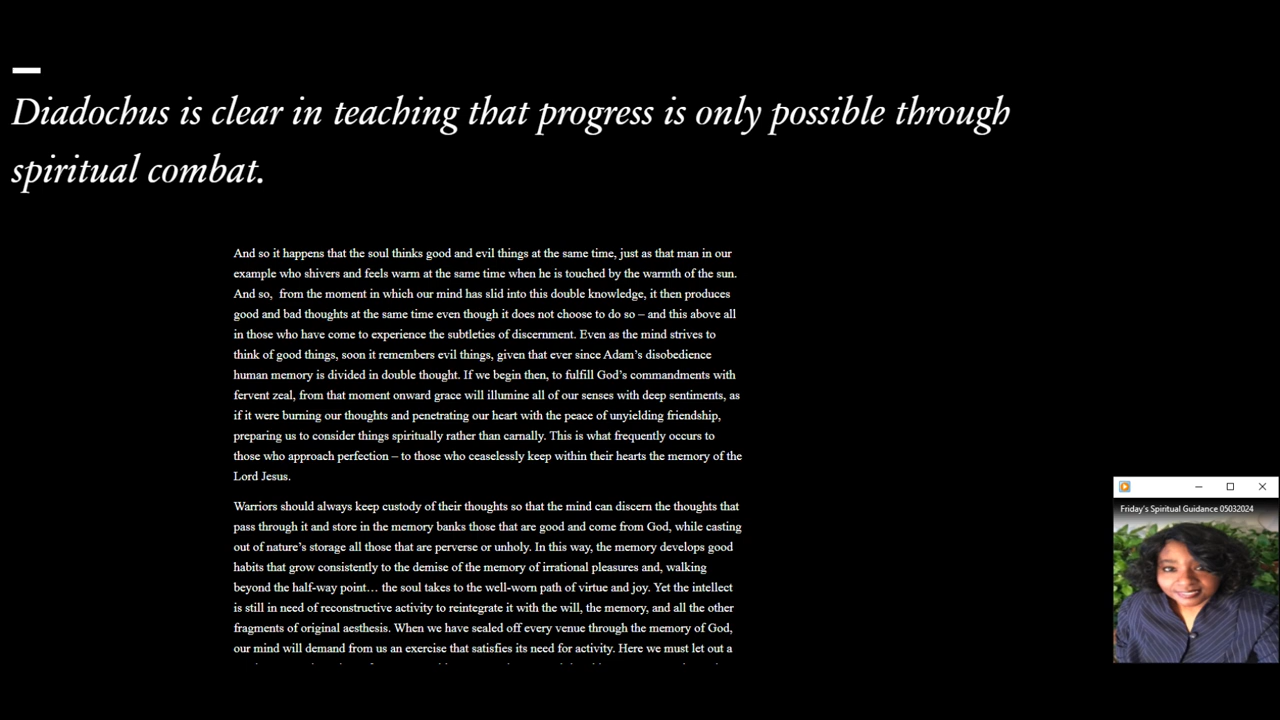 Diadochus is clear in teaching that progress is only possible through
spiritual combat.
And so it happens that the soul thinks good and evil things at the same time, just as that man in our
example who shivers and feels warm at the same time when he is touched by the warmth of the sun.
And so,  from the moment in which our mind has slid into this double knowledge, it then produces
good and bad thoughts at the same time even though it does not choose to do so – and this above all
in those who have come to experience the subtleties of discernment. Even as the mind strives to
think of good things, soon it remembers evil things, given that ever since Adam’s disobedience
human memory is divided in double thought. If we begin then, to fulfill God’s commandments with
fervent zeal, from that moment onward grace will illumine all of our senses with deep sentiments, as
if it were burning our thoughts and penetrating our heart with the peace of unyielding friendship,
preparing us to consider things spiritually rather than carnally. This is what frequently occurs to
those who approach perfection – to those who ceaselessly keep within their hearts the memory of the
Lord Jesus.
Warriors should always keep custody of their thoughts so that the mind can discern the thoughts that
pass through it and store in the memory banks those that are good and come from God, while casting
out of nature’s storage all those that are perverse or unholy. In this way, the memory develops good
habits that grow consistently to the demise of the memory of irrational pleasures and, walking
beyond the half-way point… the soul takes to the well-worn path of virtue and joy. Yet the intellect
is still in need of reconstructive activity to reintegrate it with the will, the memory, and all the other
fragments of original aesthesis. When we have sealed off every venue through the memory of God,
our mind will demand from us an exercise that satisfies its need for activity. Here we must let out a
Friday's Spiritual Guidance 05032024